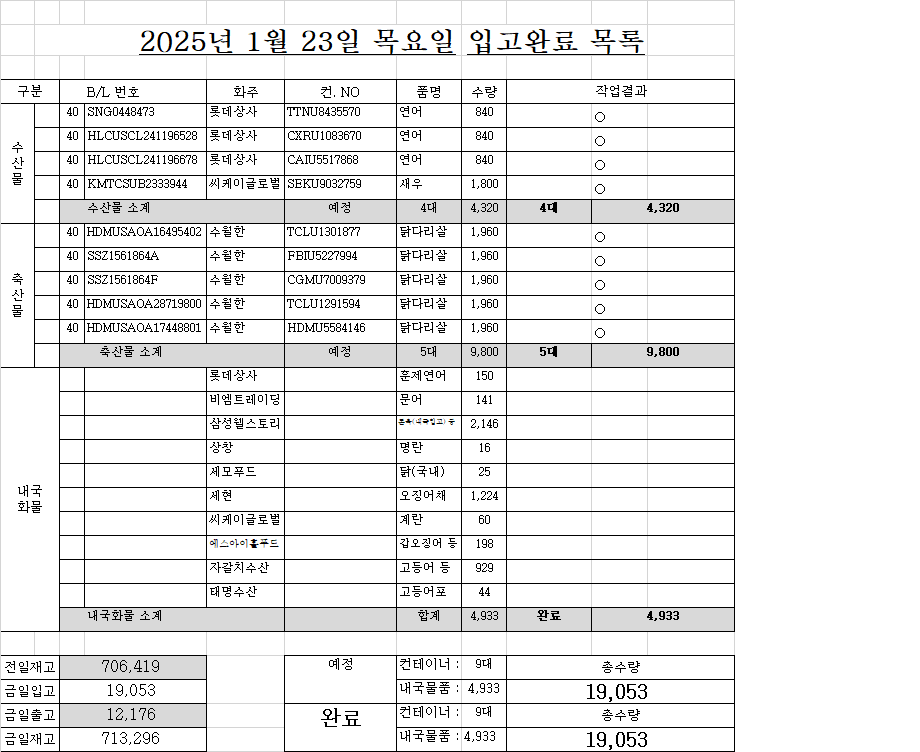 2025년 1월 23일 목요일 입고완료 목록
구분 B/L 번호 화주 컨. NO 품명 수량 작업결과
수산물
40 SNG0448473 롯데상사 TTNU8435570 연어 840 ○
40 HLCUSCL241196528 롯데상사 CXRU1083670 연어 840 ○
40 HLCUSCL241196678 롯데상사 CAIU5517868 연어 840 ○
40 KMTCSUB2333944 씨케이글로벌 SEKU9032759 새우 1,800 ○
수산물 소계 예정 4대 4,320 4대 4,320
축산물
40 HDMUSAOA16495402 수월한 TCLU1301877 닭다리살 1,960 ○
40 SSZ1561864A 수월한 FBIU5227994 닭다리살 1,960 ○
40 SSZ1561864F 수월한 CGMU7009379 닭다리살 1,960 ○
40 HDMUSAOA28719800 수월한 TCLU1291594 닭다리살 1,960 ○
40 HDMUSAOA17448801 수월한 HDMU5584146 닭다리살 1,960 ○
축산물 소계 예정 5대 9,800 5대 9,800
내국화물
롯데상사 훈제연어 150
비엠트레이딩 문어 141
삼성웰스토리 2,146
상창 명란 16
세모푸드 닭(국내) 25
세현 오징어채 1,224
씨케이글로벌 계란 60
에스아이홀푸드 갑오징어 등 198
자갈치수산 고등어 등 929
태명수산 고등어포 44
내국화물 소계 합계 4,933 완료 4,933
전일재고 706,419 예정 컨테이너 : 9대 총수량
금일입고 19,053 내국물품 : 4,933 19,053
금일출고 12,176 완료 컨테이너 : 9대 총수량
금일재고 713,296 내국물품 : 4,933 19,053